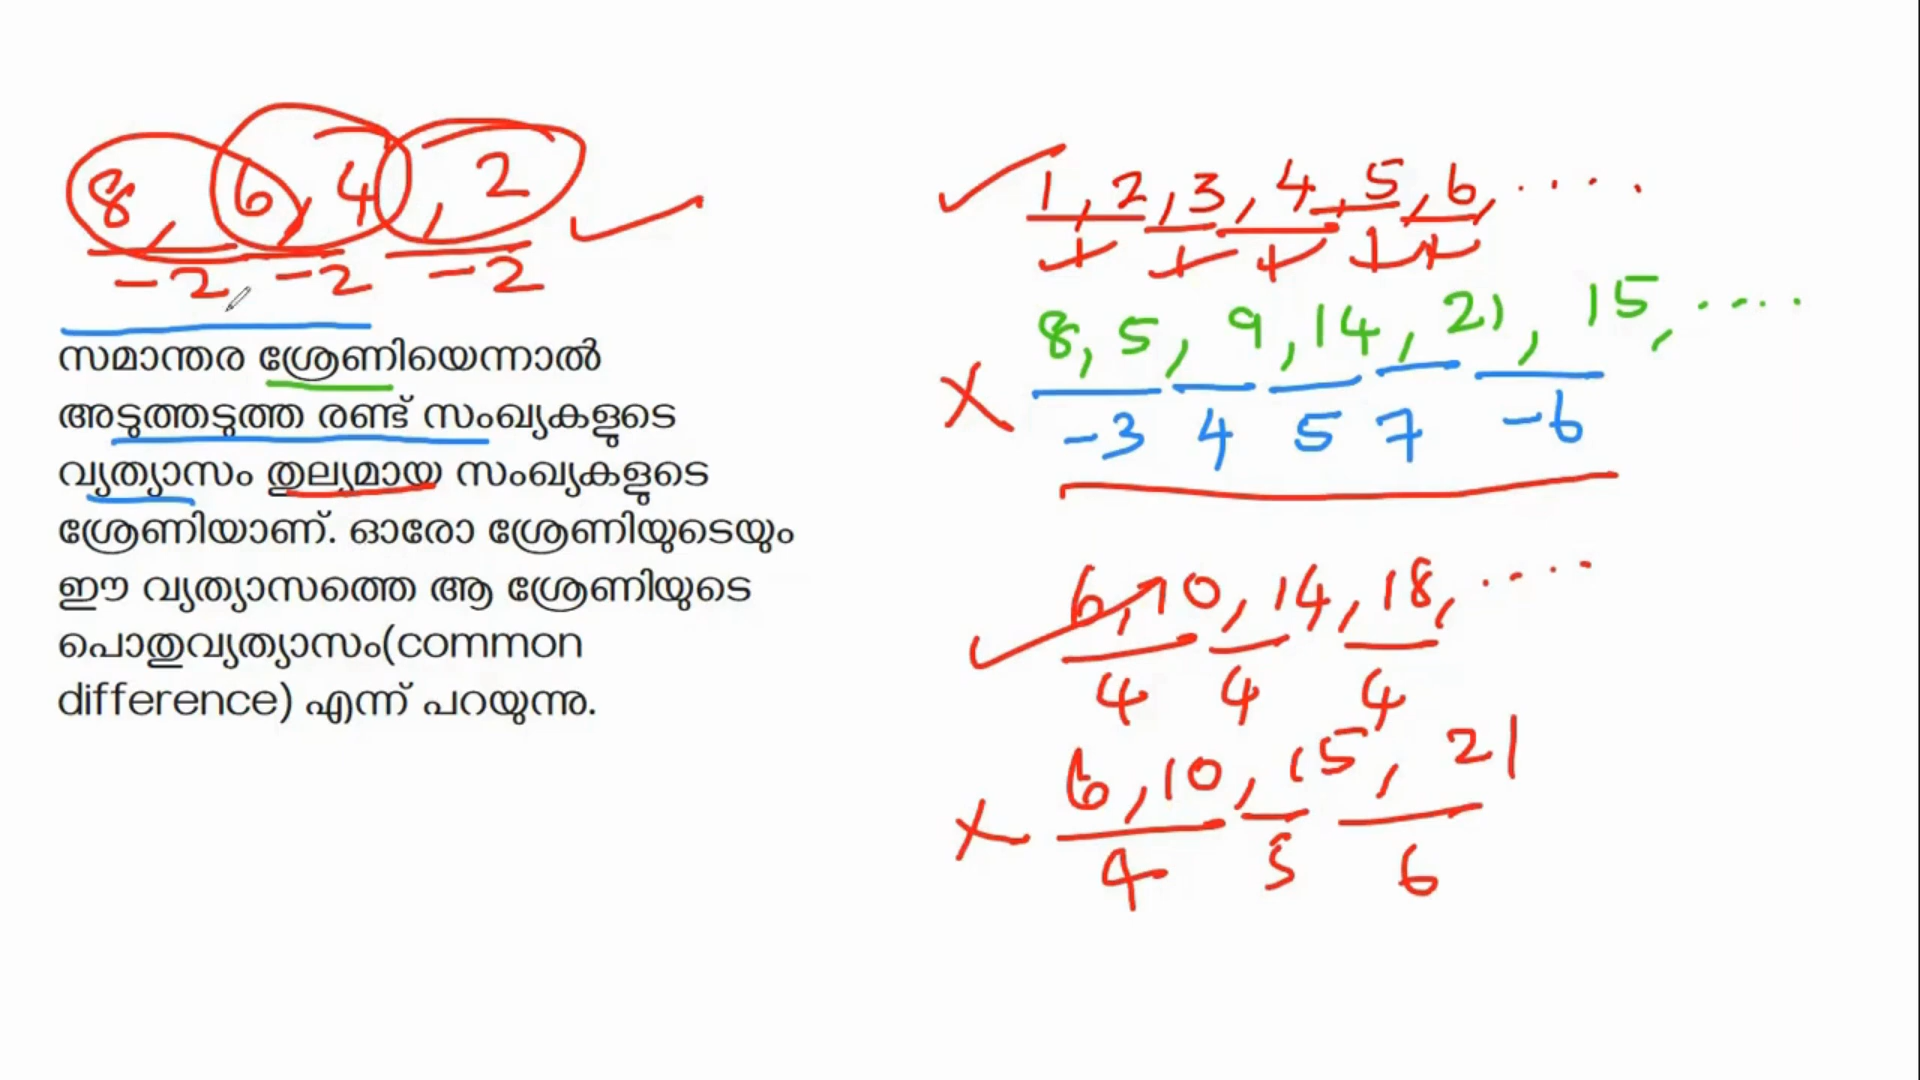 8, 6, 4, 2
-2 -2 -2
സമാന്തര ശ്രേണിയെന്നാൽ
അടുത്തടുത്ത രണ്ട് സംഖ്യകളുടെ
വ്യത്യാസം തുല്യമായ സംഖ്യകളുടെ
ശ്രേണിയാണ്. ഓരോ ശ്രേണിയുടെയും
ഈ വ്യത്യാസത്തെ ആ ശ്രേണിയുടെ
പൊതുവ്യത്യാസം(common
difference) എന്ന് പറയുന്നു.
1, 2, 3, 4, 5, 6, ....
1 1 1 1 1
8, 5, 9, 14, 21, 15, ....
-3 4 5 7 -6
6, 10, 14, 18, ....
4 4 4
6, 10, 15, 21
4 5 6